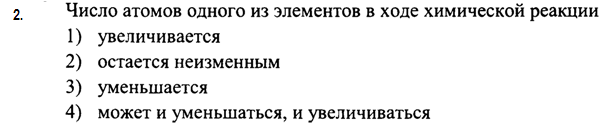 2. Число атомов одного из элементов в ходе химической реакции
1) увеличивается
2) остается неизменным
3) уменьшается
4) может и уменьшаться, и увеличиваться